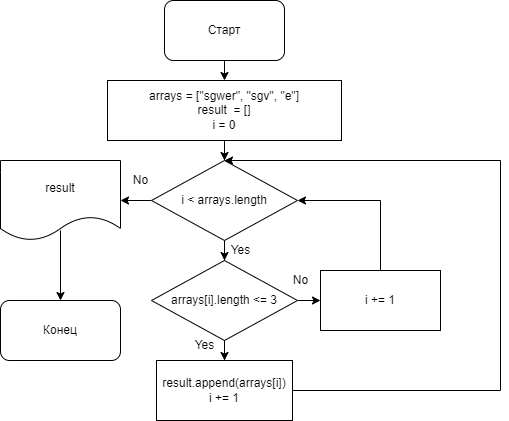 Старт
arrays = ["sgwer", "sgv", "e"]
result  = []
i = 0
i < arrays.length
No
result
Yes
arrays[i].length <= 3
No
i += 1
Конец
Yes
result.append(arrays[i])
i += 1